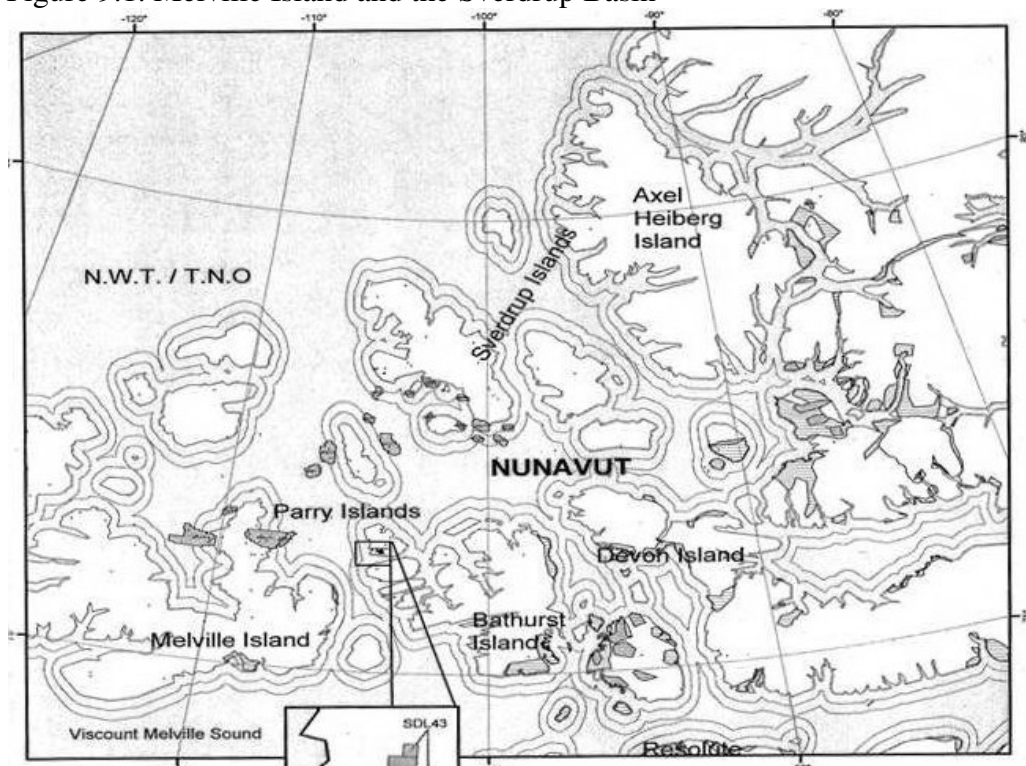 Figure 9.1. Melville Island and the Sverdrup Basin
-120°
-110°
-100°
-90°
-80°
Axel
Heiberg
Island
N.W.T. / T.N.O
Sverdrup Islands
NUNAVUT
Parry Islands
Devon Island
Bathurst
Island
Melville Island
SDL43
Viscount Melville Sound
Resolute